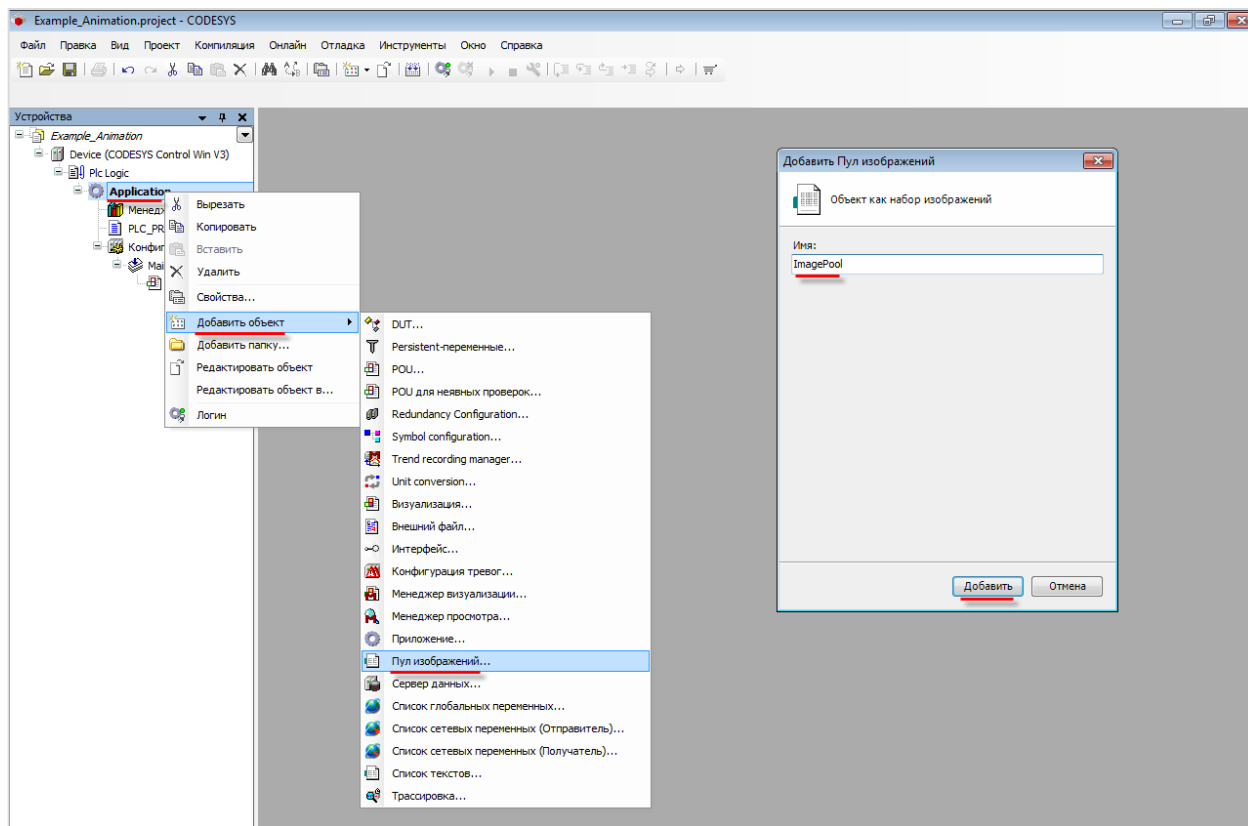 Example_Animation.project - CODESYS
Файл Правка Вид Проект Компиляция Онлайн Отладка Инструменты Окно Справка
Устройства
Example_Animation
Device (CODESYS Control Win V3)
Plc Logic
Application
Менедж
PLC_PR
Конфиг
Mai
Вырезать
Копировать
Вставить
Удалить
Свойства...
Добавить объект
Добавить папку...
Редактировать объект
Редактировать объект в...
Логин
DUT...
Persistent-переменные...
POU...
POU для неявных проверок...
Redundancy Configuration...
Symbol configuration...
Trend recording manager...
Unit conversion...
Визуализация...
Внешний файл...
Интерфейс...
Конфигурация тревог...
Менеджер визуализации...
Менеджер просмотра...
Приложение...
Пул изображений...
Сервер данных...
Список глобальных переменных...
Список сетевых переменных (Отправитель)...
Список сетевых переменных (Получатель)...
Список текстов...
Трассировка...
Добавить Пул изображений
Объект как набор изображений
Имя:
ImagePool
Добавить Отмена